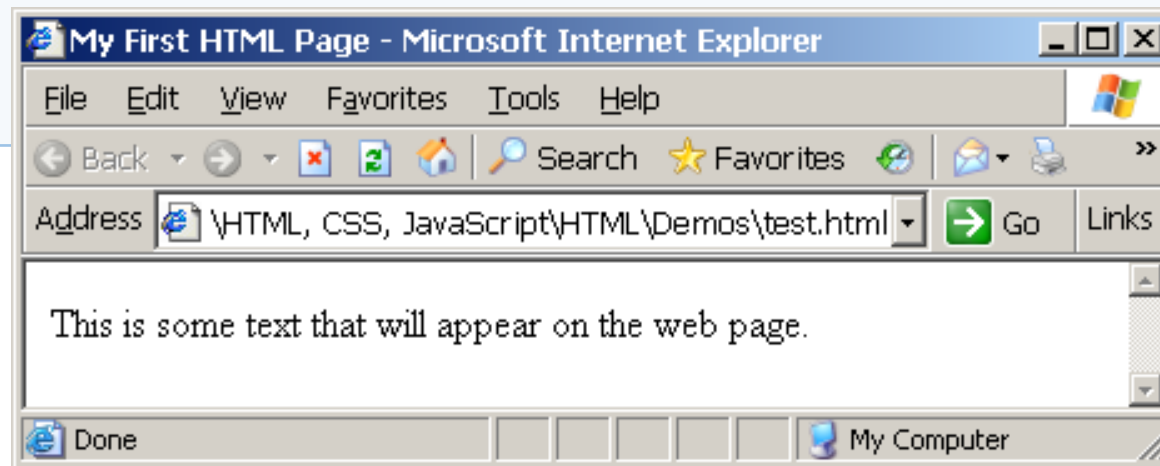 My First HTML Page - Microsoft Internet Explorer
File Edit View Favorites Tools Help
Back Search Favorites »
Address \HTML, CSS, JavaScript\HTML\Demos\test.html Go Links
This is some text that will appear on the web page.
Done My Computer